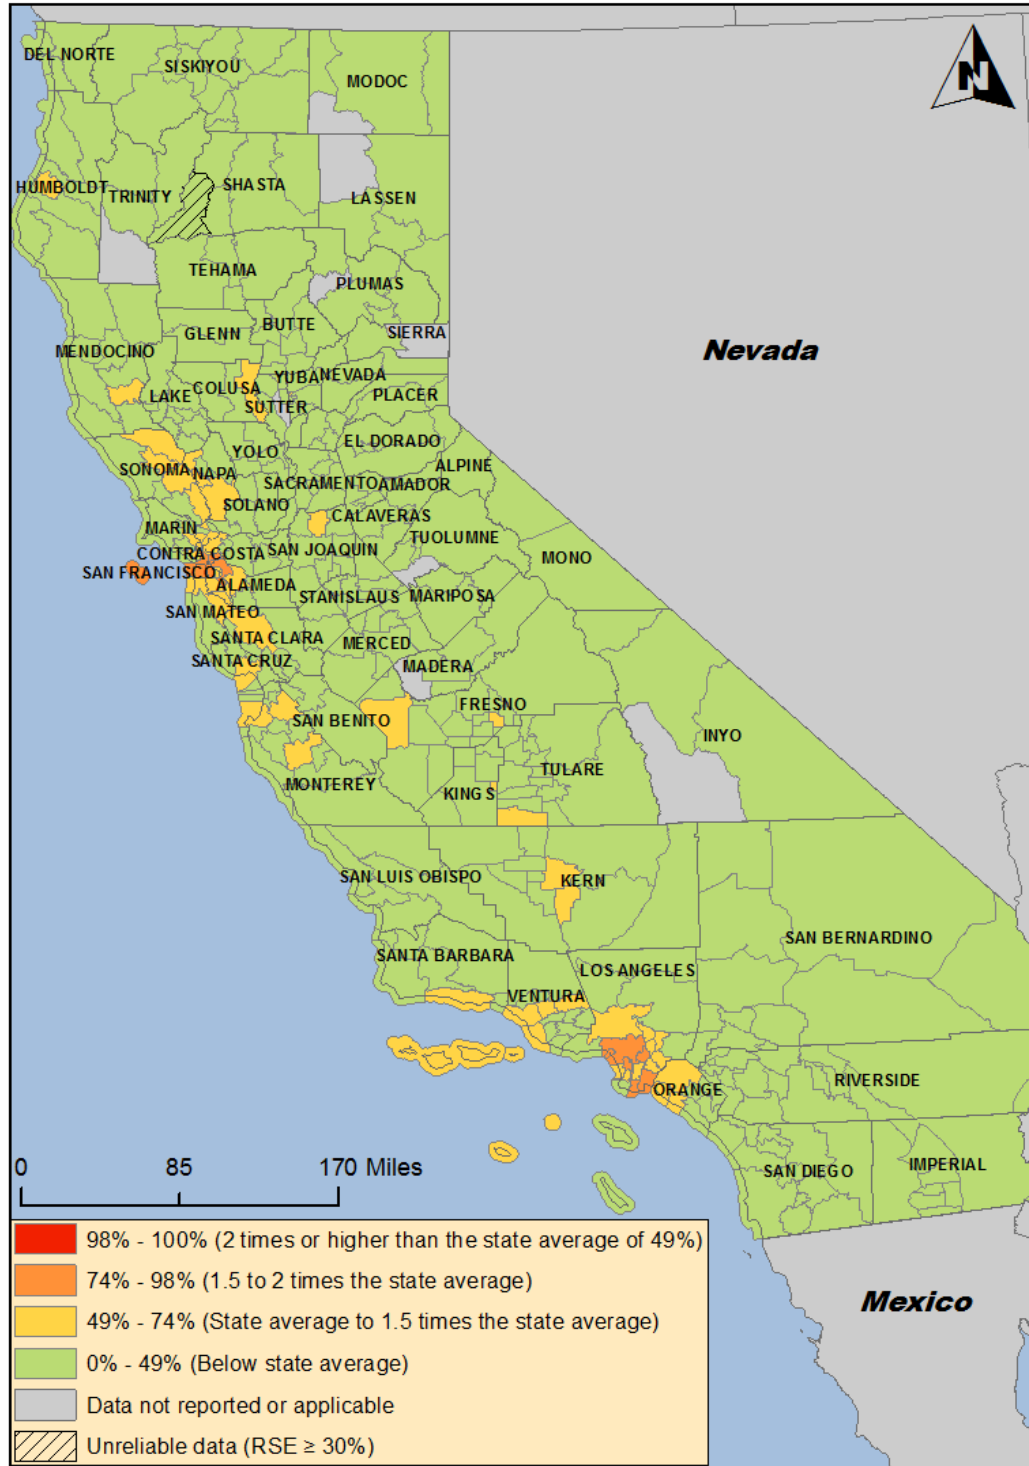 DEL NORTE
SISKIYOU
MODOC
N
HUMBOLDT
TRINITY
SHASTA
LASSEN
TEHAMA
PLUMAS
GLENN
BUTTE
SIERRA
MENDOCINO
Nevada
LAKE
COLUSA
YUBA
NEVADA
SUTTER
PLACER
YOLO
EL DORADO
SONOMA
NAPA
ALPINE
SACRAMENTO
AMADOR
SOLANO
MARIN
CALAVERAS
CONTRA COSTA
SAN JOAQUIN
TUOLUMNE
MONO
SAN FRANCISCO
ALAMEDA
STANISLAUS
MARIPOSA
SAN MATEO
SANTA CLARA
MERCED
SANTA CRUZ
MADERA
FRESNO
SAN BENITO
INYO
TULARE
MONTEREY
KINGS
SAN LUIS OBISPO
KERN
SAN BERNARDINO
SANTA BARBARA
LOS ANGELES
VENTURA
ORANGE
RIVERSIDE
SAN DIEGO
IMPERIAL
0 85 170 Miles
98% - 100% (2 times or higher than the state average of 49%)
74% - 98% (1.5 to 2 times the state average)
49% - 74% (State average to 1.5 times the state average)
0% - 49% (Below state average)
Data not reported or applicable
Unreliable data (RSE ≥ 30%)
Mexico